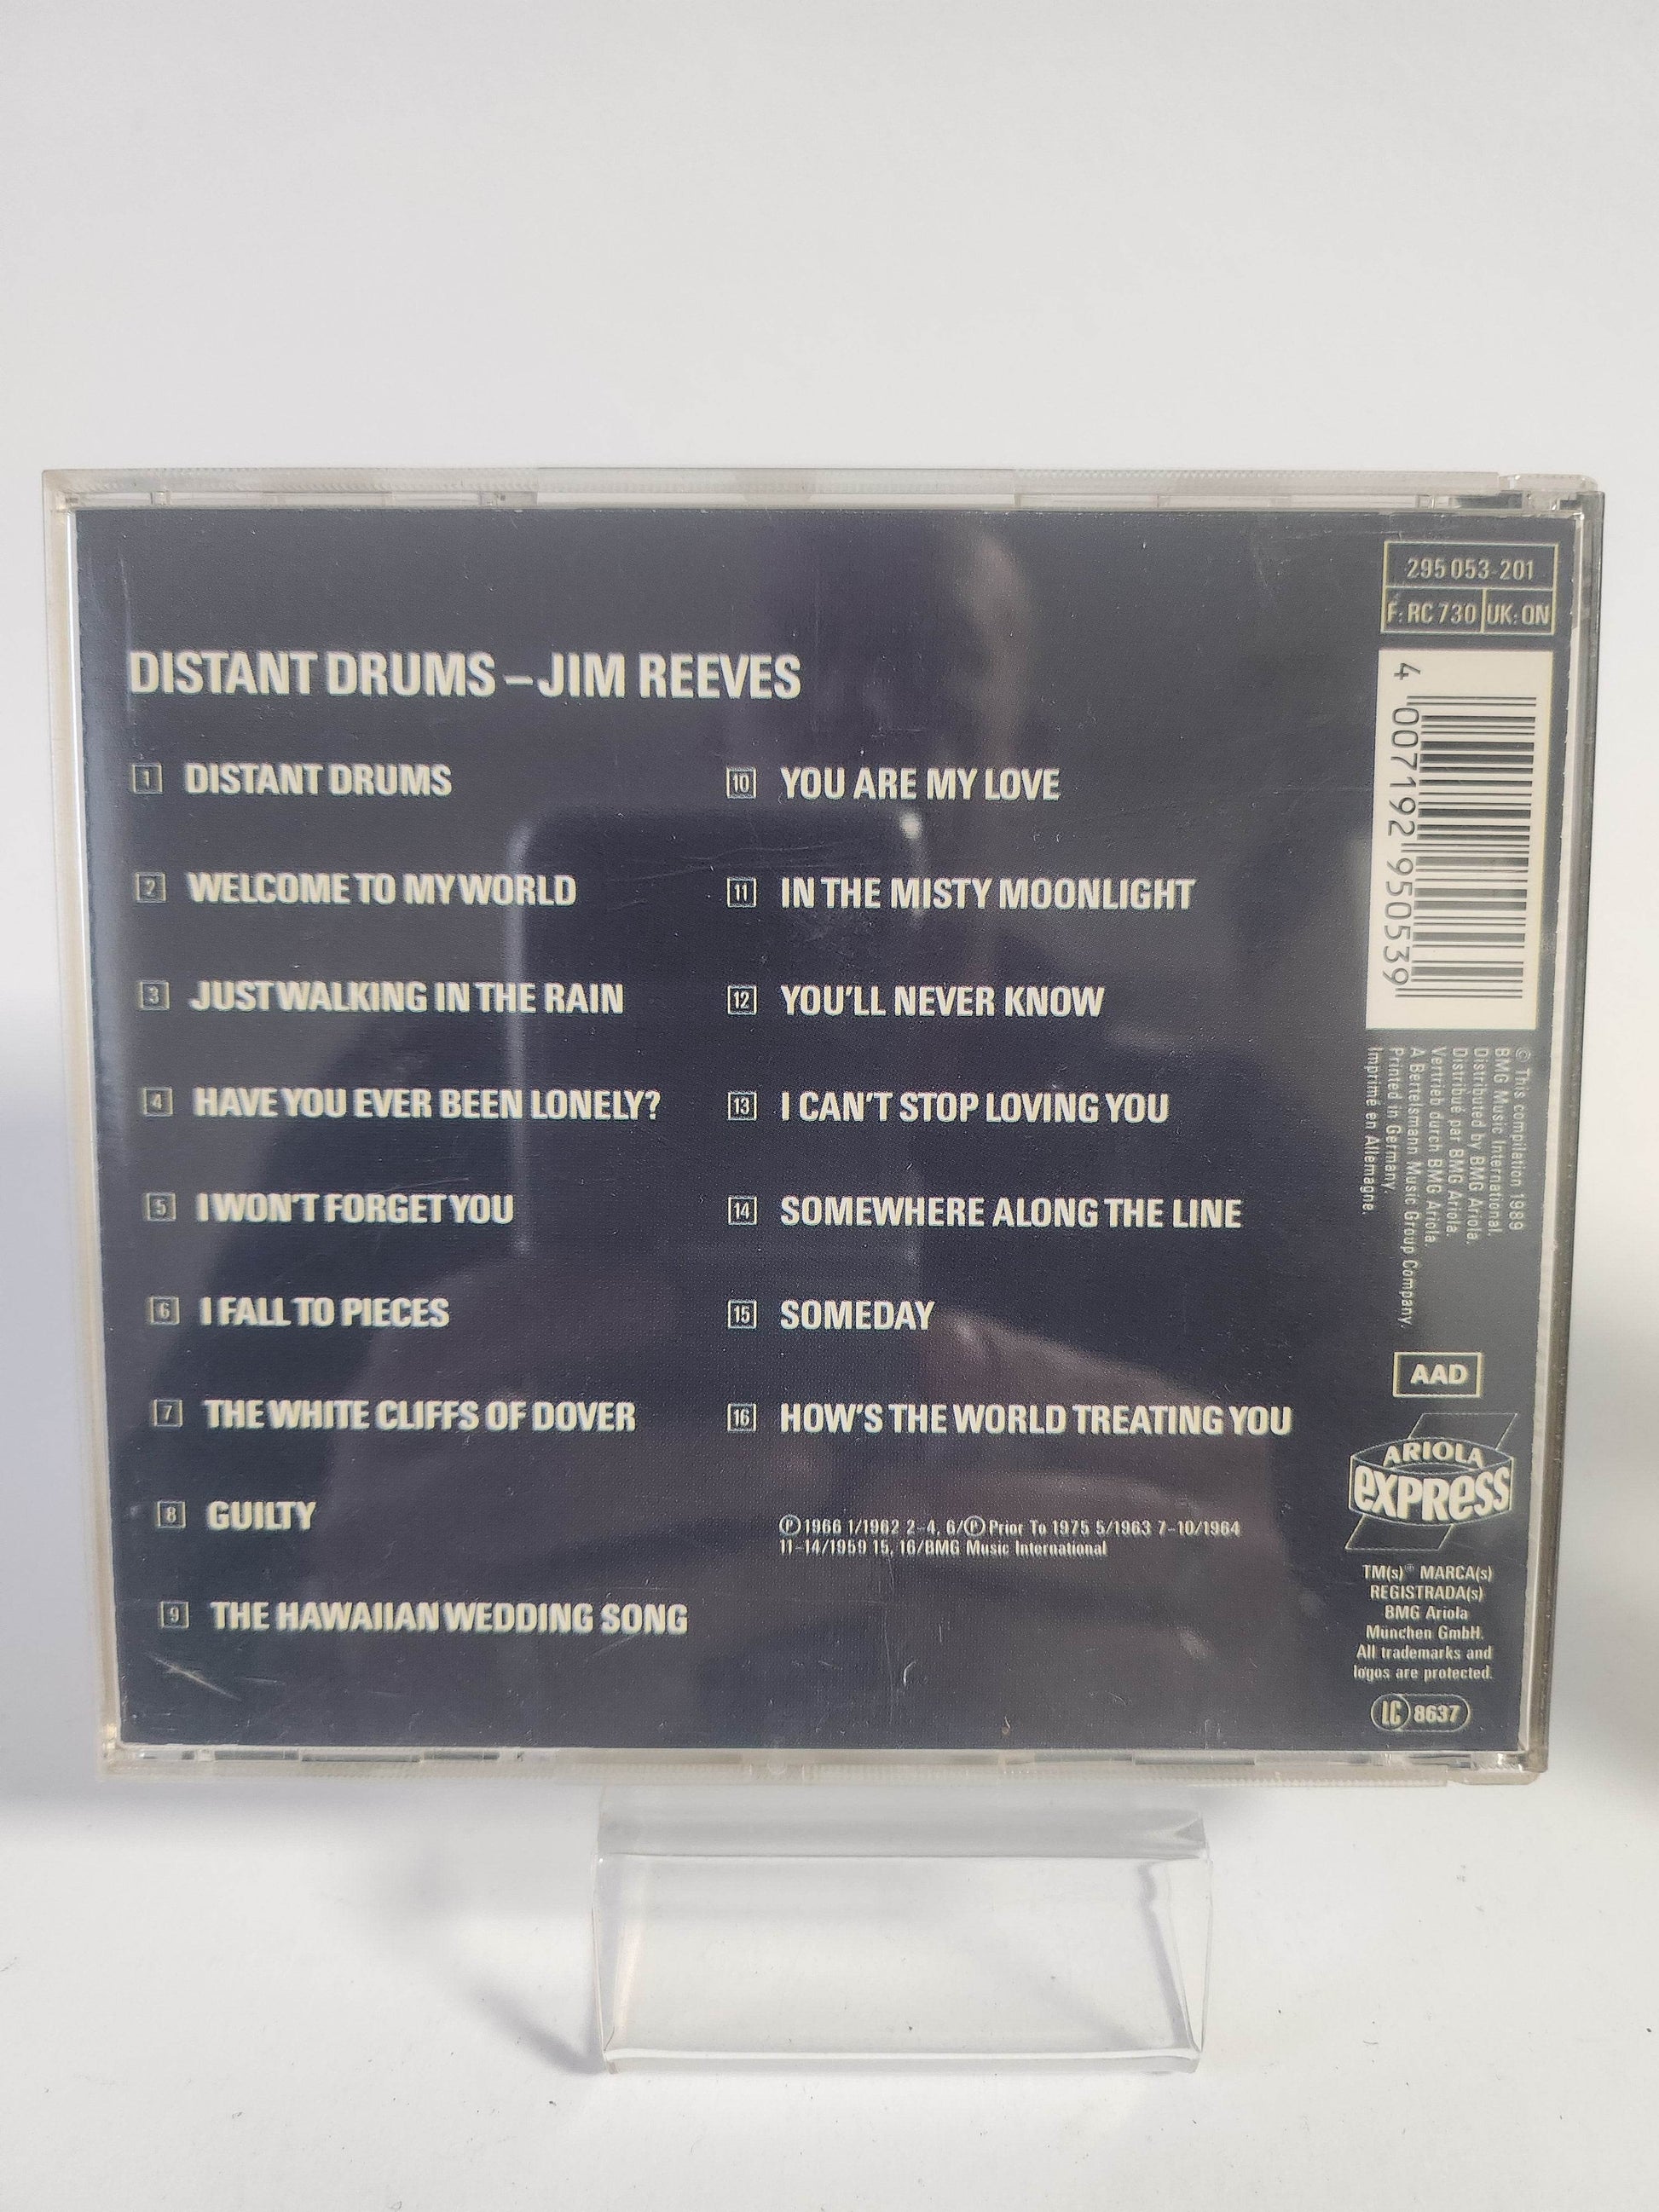 295 053-201
F: RC 730 UK: ON
DISTANT DRUMS – JIM REEVES
1 DISTANT DRUMS
2 WELCOME TO MY WORLD
3 JUST WALKING IN THE RAIN
4 HAVE YOU EVER BEEN LONELY?
5 I WON'T FORGET YOU
6 I FALL TO PIECES
7 THE WHITE CLIFFS OF DOVER
8 GUILTY
9 THE HAWAIIAN WEDDING SONG
10 YOU ARE MY LOVE
11 IN THE MISTY MOONLIGHT
12 YOU'LL NEVER KNOW
13 I CAN'T STOP LOVING YOU
14 SOMEWHERE ALONG THE LINE
15 SOMEDAY
16 HOW'S THE WORLD TREATING YOU
Ⓟ 1966 1/1962 2-4, 6/Ⓟ Prior To 1975 5/1963 7-10/1964
11-14/1959 15, 16/BMG Music International
4 007192 950539
© This compilation 1989
BMG Music International.
Distributed by BMG Ariola.
Distribué par BMG Ariola.
Vertrieb durch BMG Ariola.
A Bertelsmann Music Group Company.
Printed in Germany.
Imprimé en Allemagne.
AAD
ARIOLA
EXPRESS
TM(s) ® MARCA(s)
REGISTRADA(s)
BMG Ariola
München GmbH.
All trademarks and
logos are protected.
LC 8637